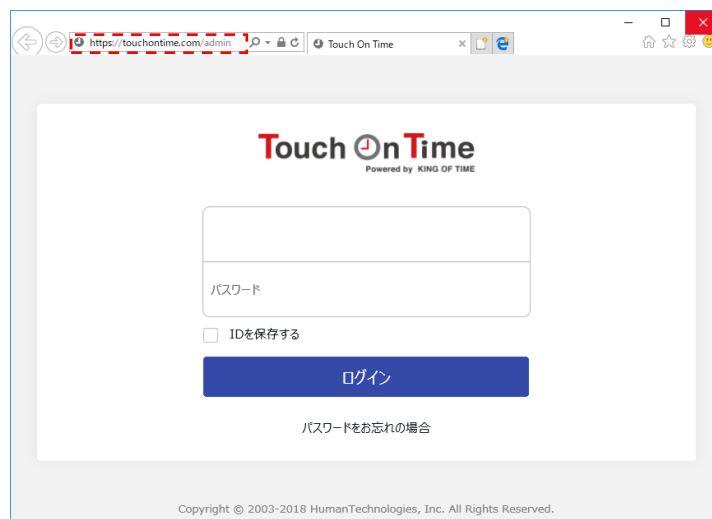 https://touchontime.com/admin
Touch On Time
Touch On Time
Powered by KING OF TIME
パスワード
IDを保存する
ログイン
パスワードをお忘れの場合
Copyright © 2003-2018 HumanTechnologies, Inc. All Rights Reserved.